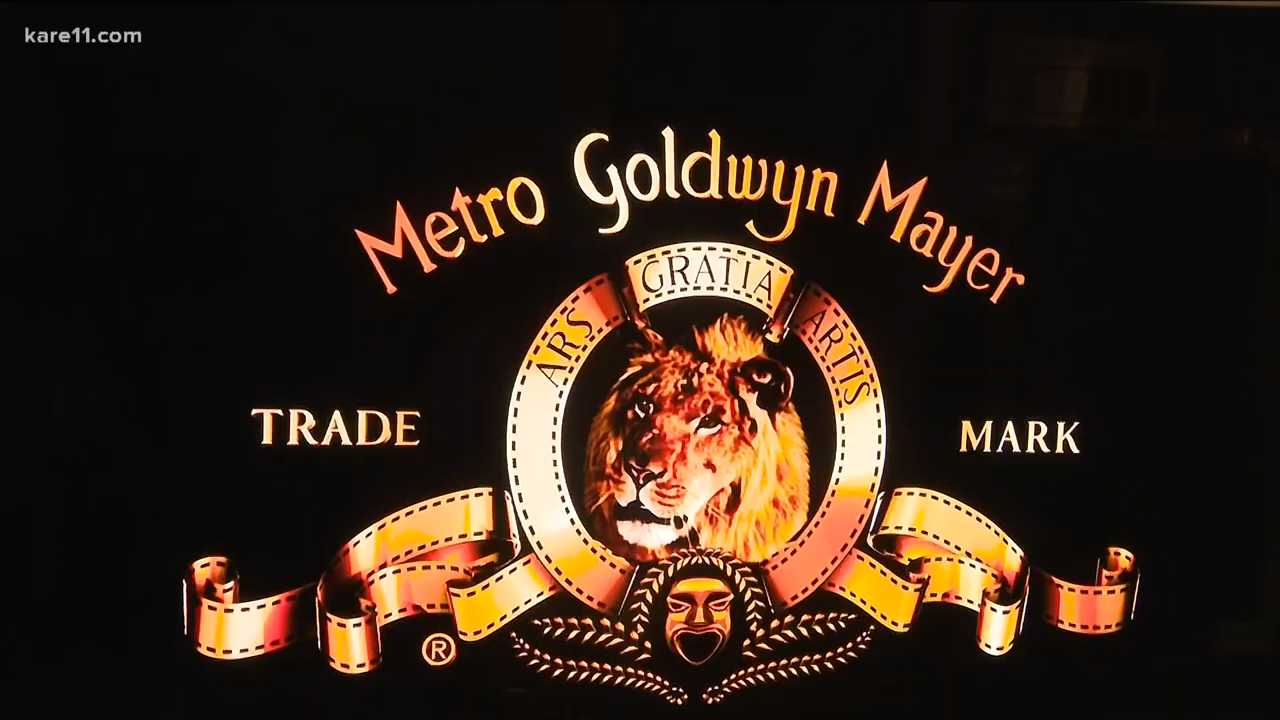 kare11.com
Metro Goldwyn Mayer
ARS GRATIA ARTIS
TRADE MARK
®